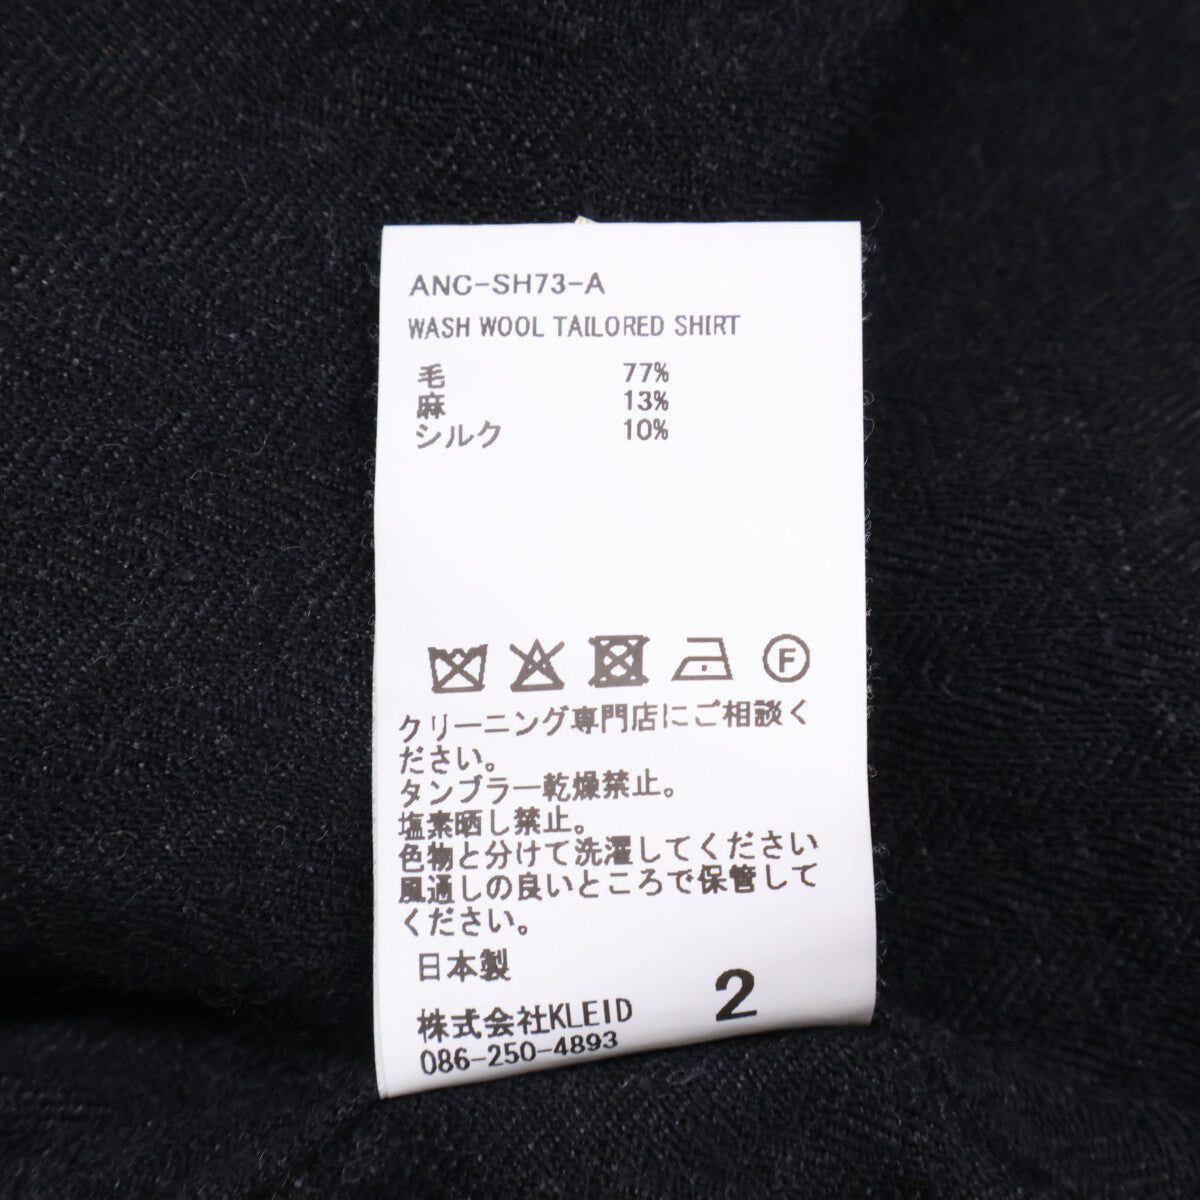 ANC-SH73-A
WASH WOOL TAILORED SHIRT
毛 77%
麻 13%
シルク 10%
F
クリーニング専門店にご相談く
ださい。
タンブラー乾燥禁止。
塩素晒し禁止。
色物と分けて洗濯してください
風通しの良いところで保管して
ください。
日本製
2
株式会社KLEID
086-250-4893